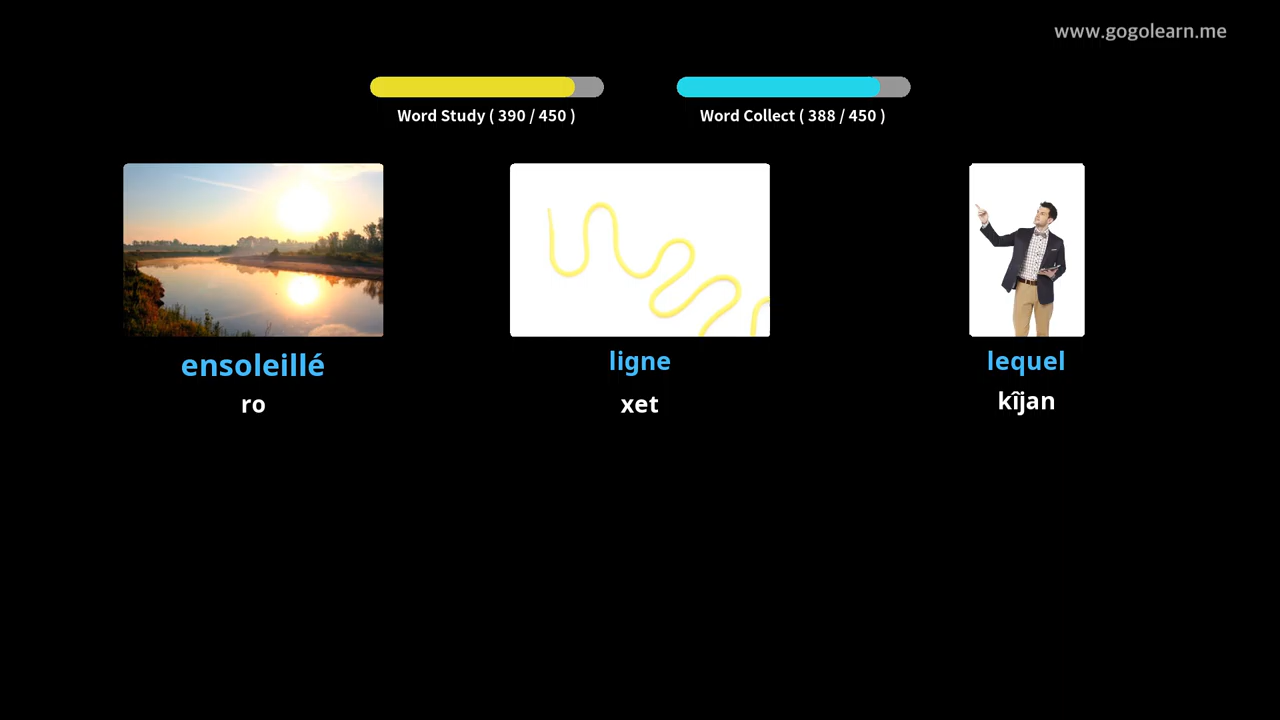 www.gogolearn.me
Word Study ( 390 / 450 )
Word Collect ( 388 / 450 )
ensoleillé
ligne
lequel
ro
xet
kîjan